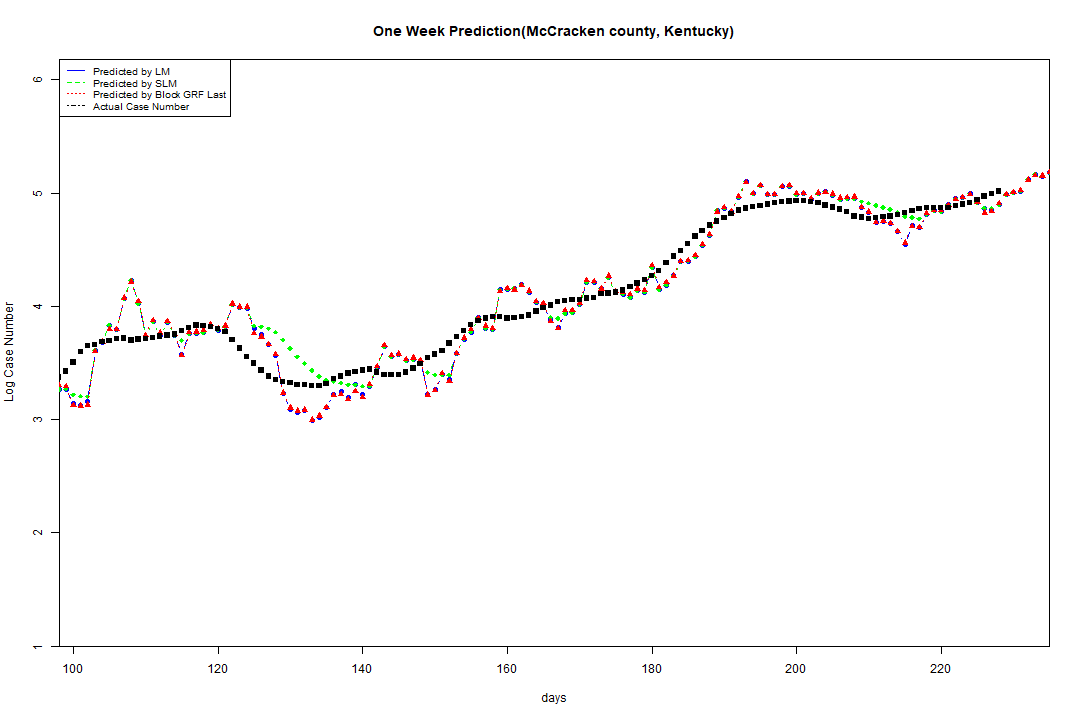 One Week Prediction(McCracken county, Kentucky)
Predicted by LM
Predicted by SLM
Predicted by Block GRF Last
Actual Case Number
6
5
4
3
2
1
Log Case Number
100 120 140 160 180 200 220
days